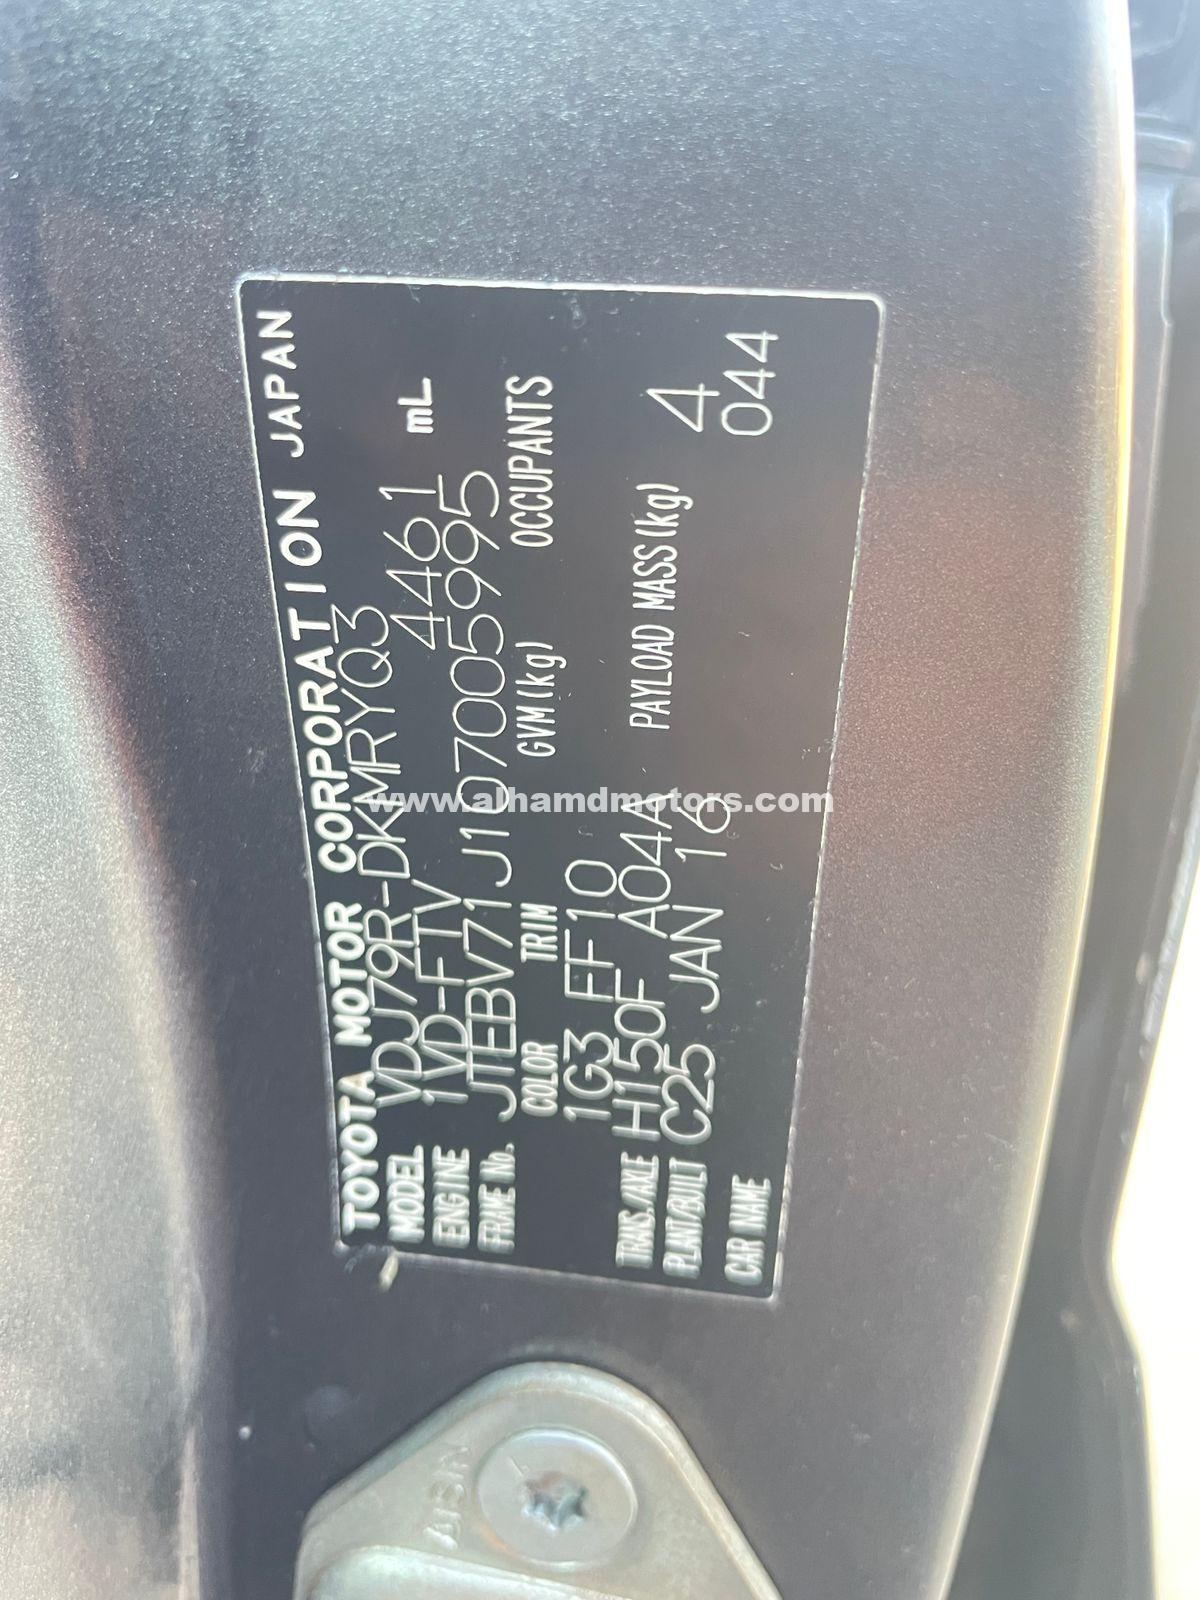 TOYOTA MOTOR CORPORATION JAPAN
MODEL VDJ79R-DKMRYQ3
ENGINE 1VD-FTV 4461 mL
FRAME No. JTEBV71J107005995
COLOR TRIM GVM(kg) OCCUPANTS
1G3 FF10
TRANS./AXLE H150F A04A PAYLOAD MASS(kg) 4
PLANT/BUILT C25 JAN 16 044
CAR NAME
www.alhamdmotors.com